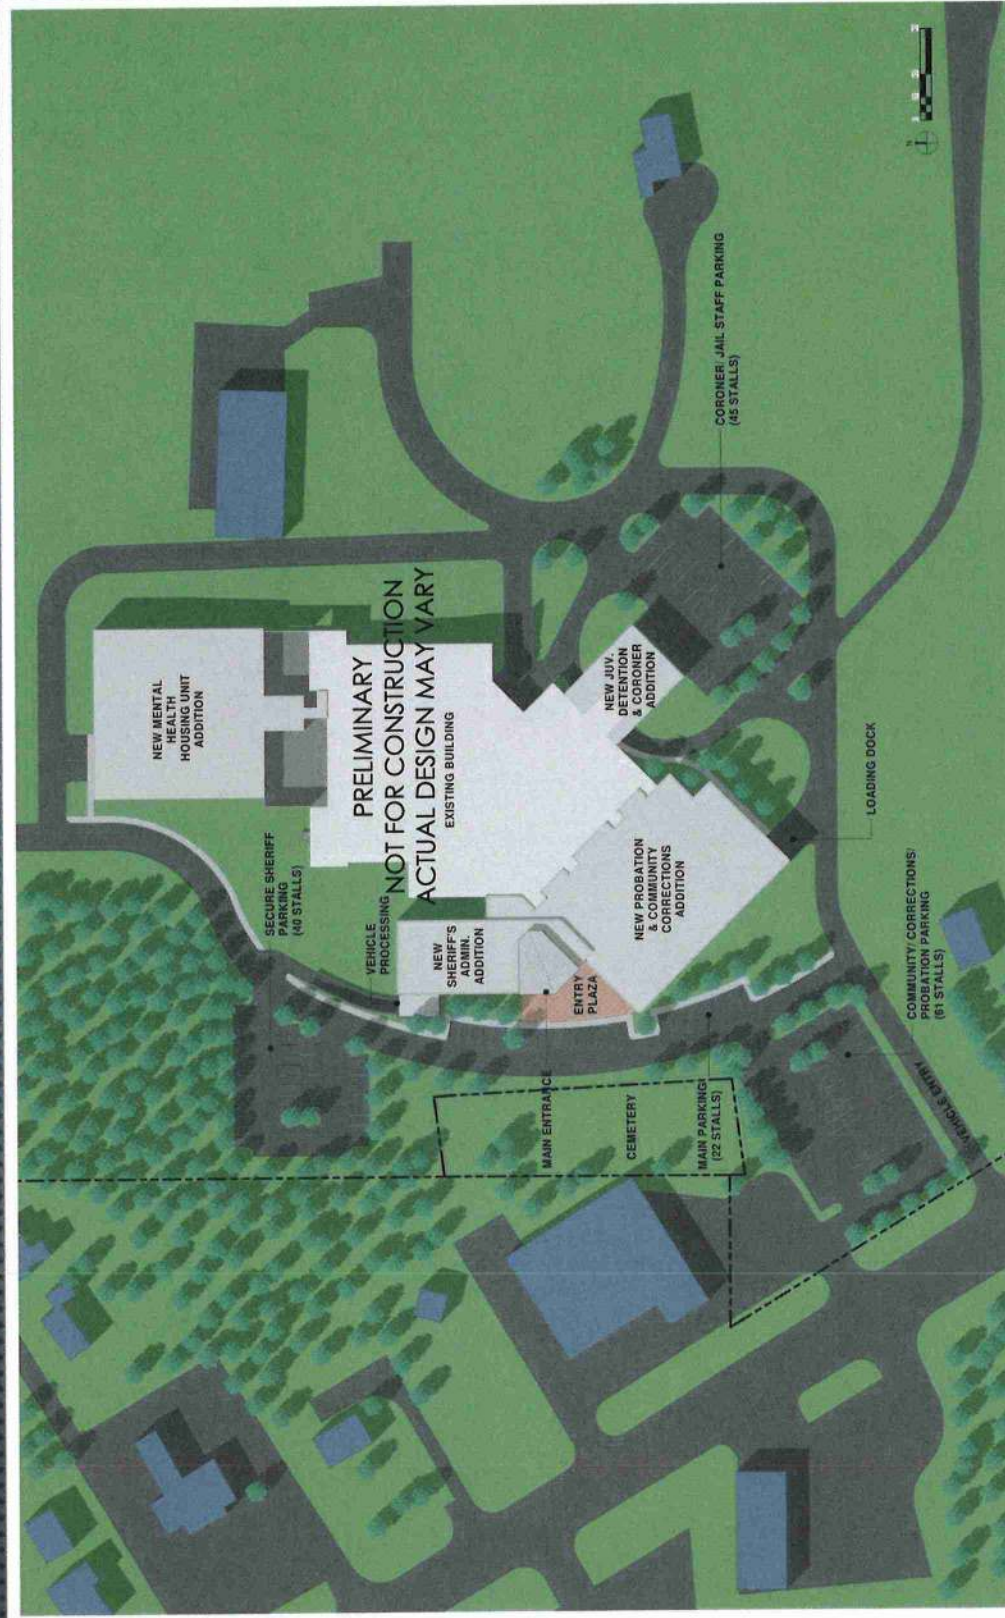 NEW MENTAL
HEALTH
HOUSING UNIT
ADDITION
SECURE SHERIFF
PARKING
(40 STALLS)
VEHICLE
PROCESSING
PRELIMINARY
NOT FOR CONSTRUCTION
ACTUAL DESIGN MAY VARY
EXISTING BUILDING
NEW
SHERIFF'S
ADMIN.
ADDITION
ENTRY
PLAZA
MAIN ENTRANCE
CEMETERY
MAIN PARKING
(22 STALLS)
NEW PROBATION
& COMMUNITY
CORRECTIONS
ADDITION
NEW JUV.
DETENTION
& CORONER
ADDITION
CORONER/ JAIL STAFF PARKING
(45 STALLS)
LOADING DOCK
COMMUNITY/ CORRECTIONS/
PROBATION PARKING
(61 STALLS)
VEHICLE ENTRY
N